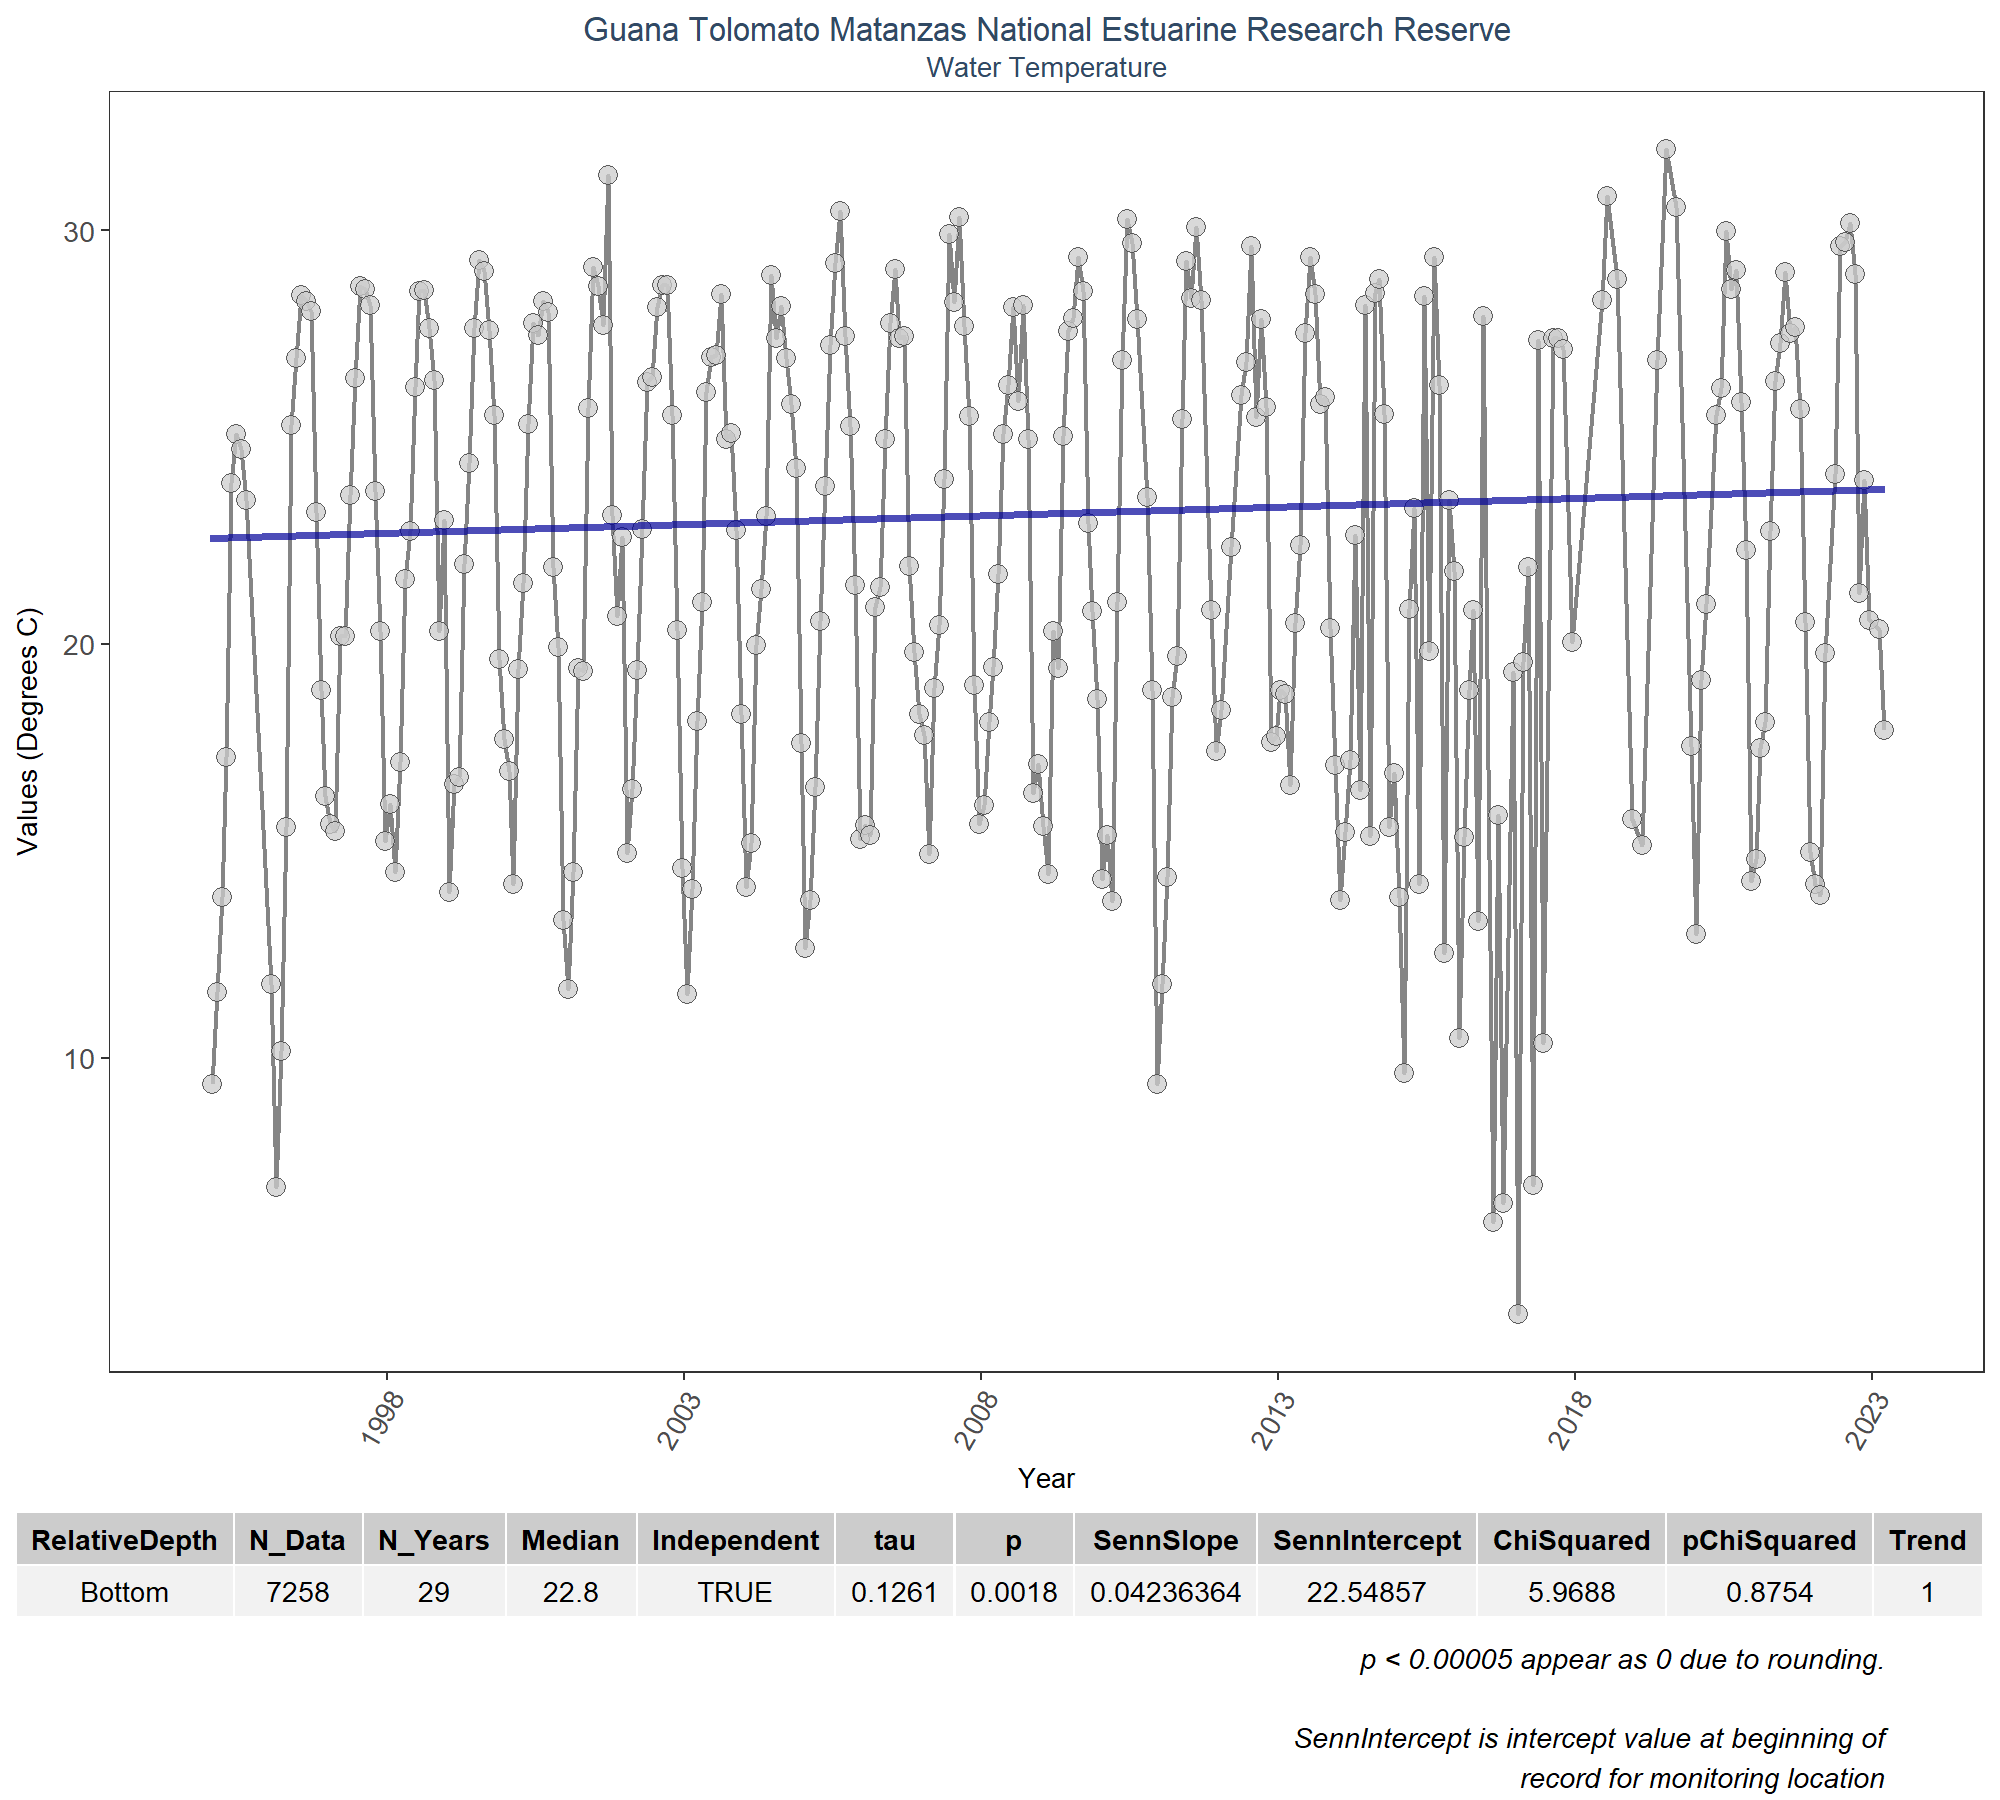 Guana Tolomato Matanzas National Estuarine Research Reserve
Water Temperature
Values (Degrees C)
30
20
10
1998
2003
2008
2013
2018
2023
Year
RelativeDepth N_Data N_Years Median Independent tau p SennSlope SennIntercept ChiSquared pChiSquared Trend
Bottom 7258 29 22.8 TRUE 0.1261 0.0018 0.04236364 22.54857 5.9688 0.8754 1
p < 0.00005 appear as 0 due to rounding.
SennIntercept is intercept value at beginning of
record for monitoring location